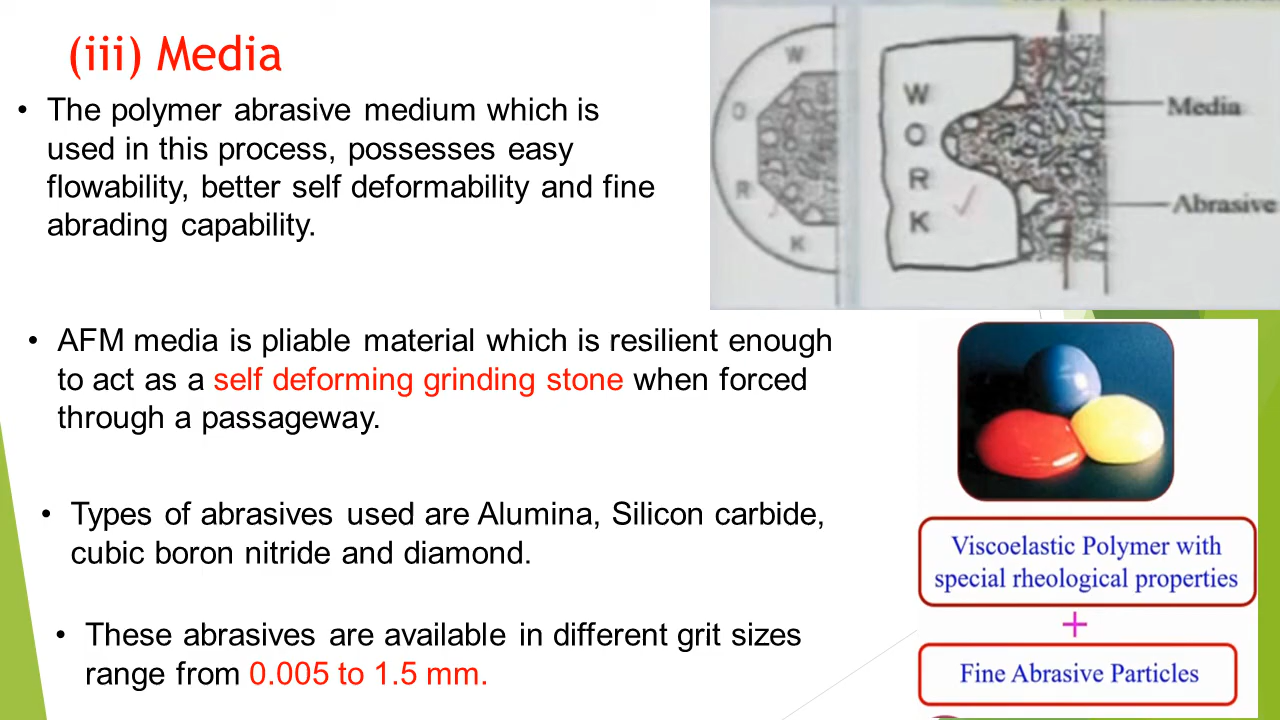 (iii) Media
• The polymer abrasive medium which is
used in this process, possesses easy
flowability, better self deformability and fine
abrading capability.
W
O
R
K
W
O
R
K
Media
Abrasive
• AFM media is pliable material which is resilient enough
to act as a self deforming grinding stone when forced
through a passageway.
• Types of abrasives used are Alumina, Silicon carbide,
cubic boron nitride and diamond.
• These abrasives are available in different grit sizes
range from 0.005 to 1.5 mm.
Viscoelastic Polymer with
special rheological properties
+
Fine Abrasive Particles